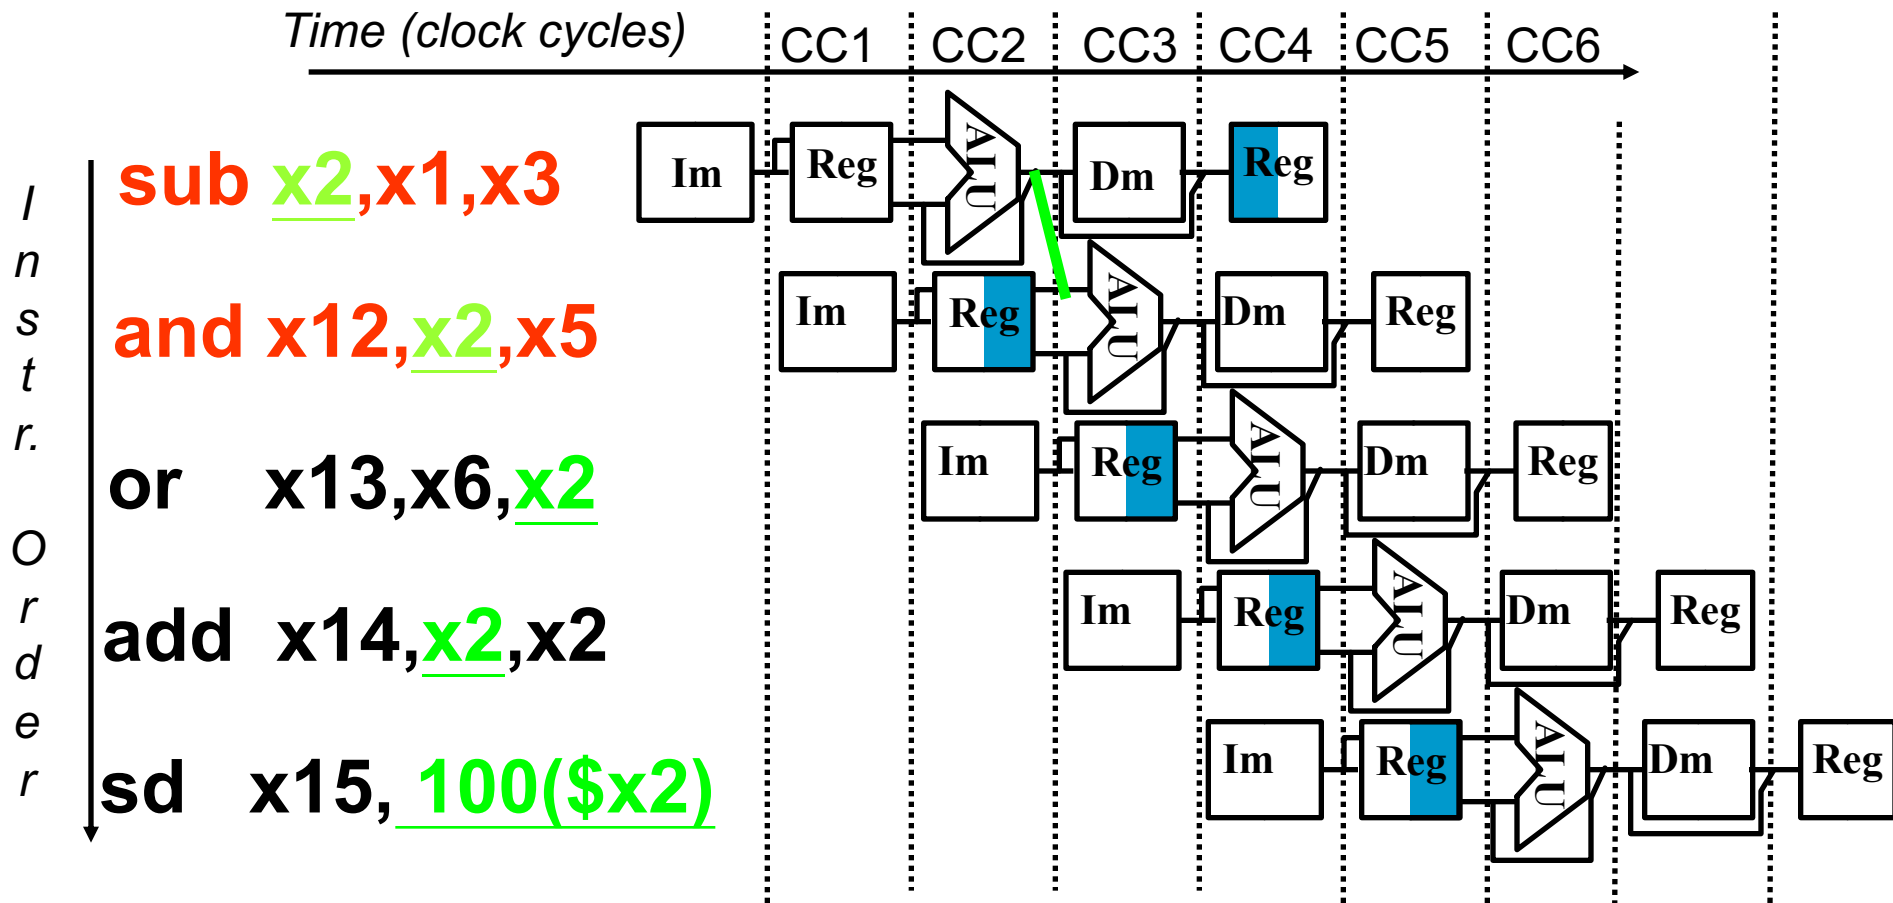 Time (clock cycles) CC1 CC2 CC3 CC4 CC5 CC6
Instr. Order
sub x2,x1,x3 Im Reg ALU Dm Reg
and x12,x2,x5 Im Reg ALU Dm Reg
or x13,x6,x2 Im Reg ALU Dm Reg
add x14,x2,x2 Im Reg ALU Dm Reg
sd x15, 100($x2) Im Reg ALU Dm Reg